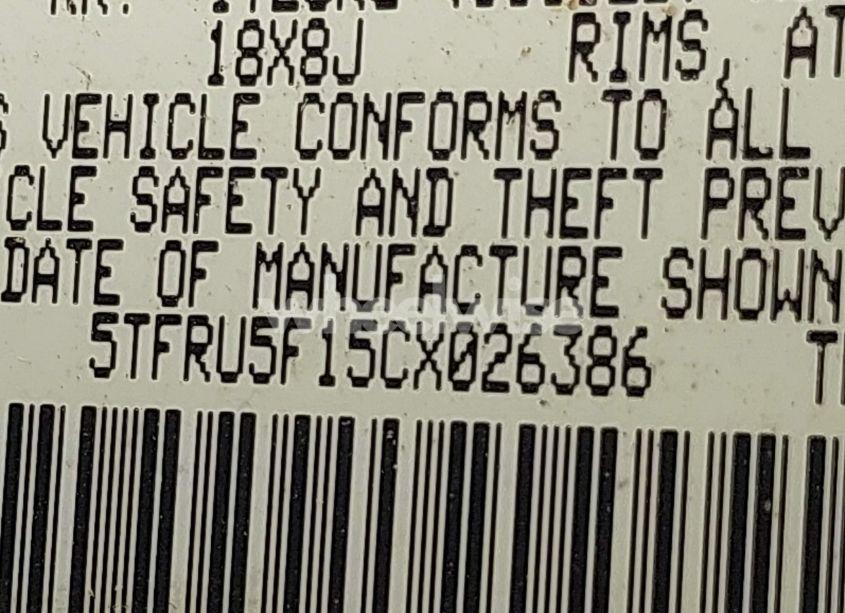 18X8J RIMS, AT
S VEHICLE CONFORMS TO ALL
CLE SAFETY AND THEFT PREV
DATE OF MANUFACTURE SHOWN
5TFRU5F15CX026386